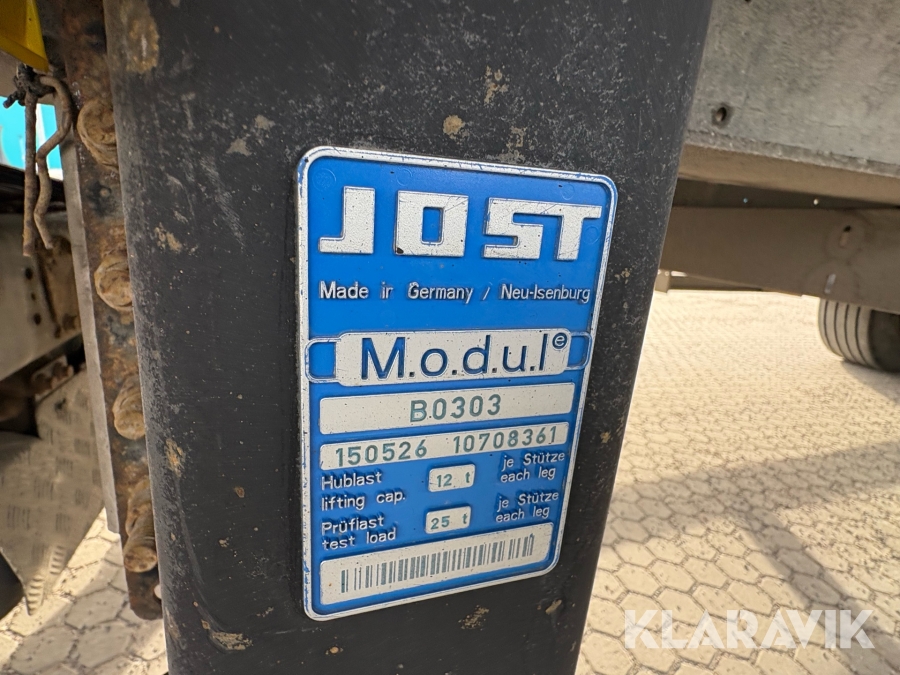 JOST
Made in Germany / Neu-Isenburg
M.o.d.u.l e
B0303
150526 10708361
Hublast
lifting cap.
12 t
je Stütze
each leg
Prüflast
test load
25 t
je Stütze
each leg
KLARAVIK